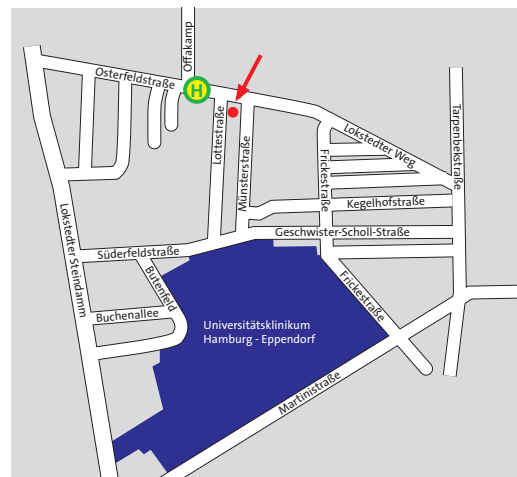 Offakamp
Osterfeldstraße
H
Lottestraße
Münsterstraße
Lokstedter Weg
Tarpenbekstraße
Frickestraße
Kegelhofstraße
Geschwister-Scholl-Straße
Lokstedter Steindamm
Süderfeldstraße
Butenfeld
Buchenallee
Frickestraße
Universitätsklinikum
Hamburg - Eppendorf
Martinistraße